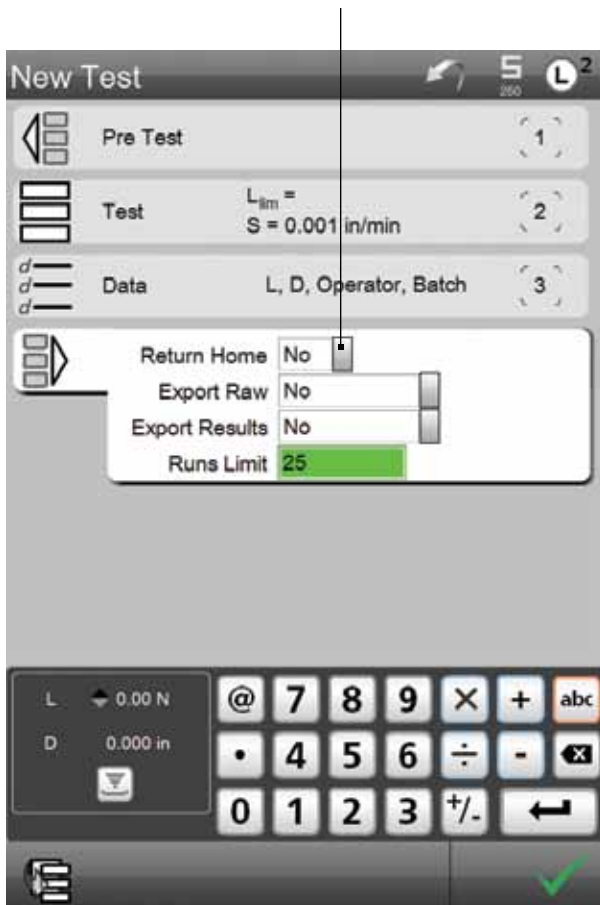 New Test
S
250
L 2
Pre Test 1
Test
Llim =
S = 0.001 in/min
2
d
d
d
Data L, D, Operator, Batch 3
Return Home No
Export Raw No
Export Results No
Runs Limit 25
L 0.00 N
D 0.000 in
@ 7 8 9 × + abc
• 4 5 6 ÷ -
0 1 2 3 +/-